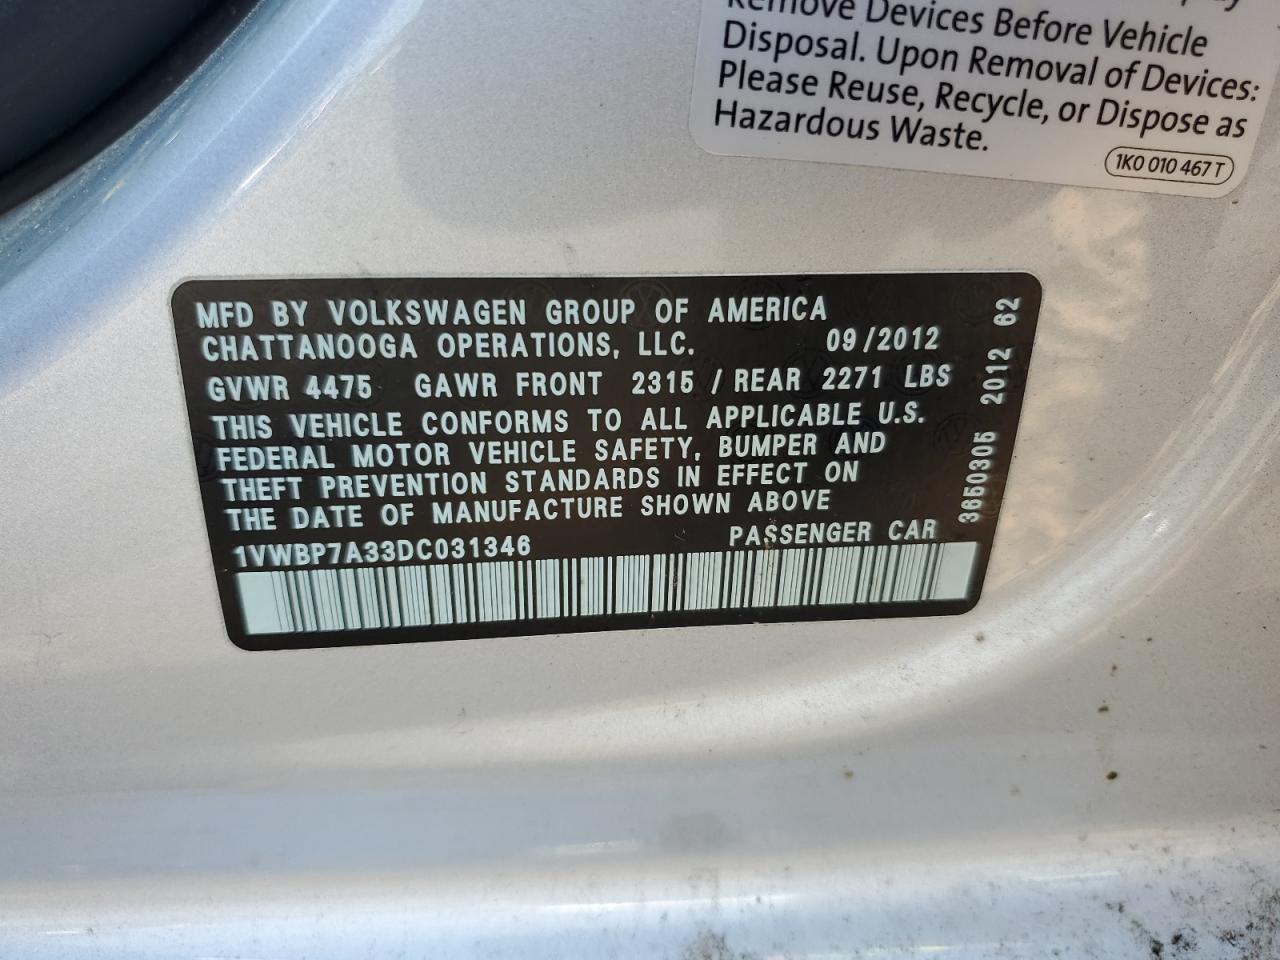 Remove Devices Before Vehicle
Disposal. Upon Removal of Devices:
Please Reuse, Recycle, or Dispose as
Hazardous Waste.
1K0 010 467 T
MFD BY VOLKSWAGEN GROUP OF AMERICA
CHATTANOOGA OPERATIONS, LLC. 09/2012
GVWR 4475 GAWR FRONT 2315 / REAR 2271 LBS
THIS VEHICLE CONFORMS TO ALL APPLICABLE U.S.
FEDERAL MOTOR VEHICLE SAFETY, BUMPER AND
THEFT PREVENTION STANDARDS IN EFFECT ON
THE DATE OF MANUFACTURE SHOWN ABOVE
1VWBP7A33DC031346 PASSENGER CAR
3650305 2012 62